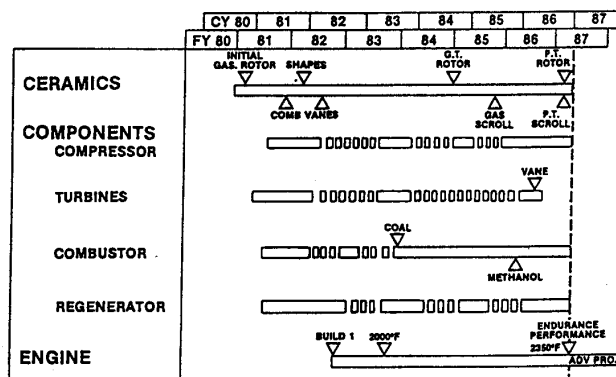 CY 80 81 82 83 84 85 86 87
FY 80 81 82 83 84 85 86 87
INITIAL
GAS. ROTOR
SHAPES
G.T.
ROTOR
P.T.
ROTOR
CERAMICS
COMB VANES
GAS
SCROLL
P.T.
SCROLL
COMPONENTS
COMPRESSOR
VANE
TURBINES
COAL
COMBUSTOR
METHANOL
REGENERATOR
BUILD 1
2000°F
ENDURANCE
PERFORMANCE
2350°F
ENGINE
ADV PROJ